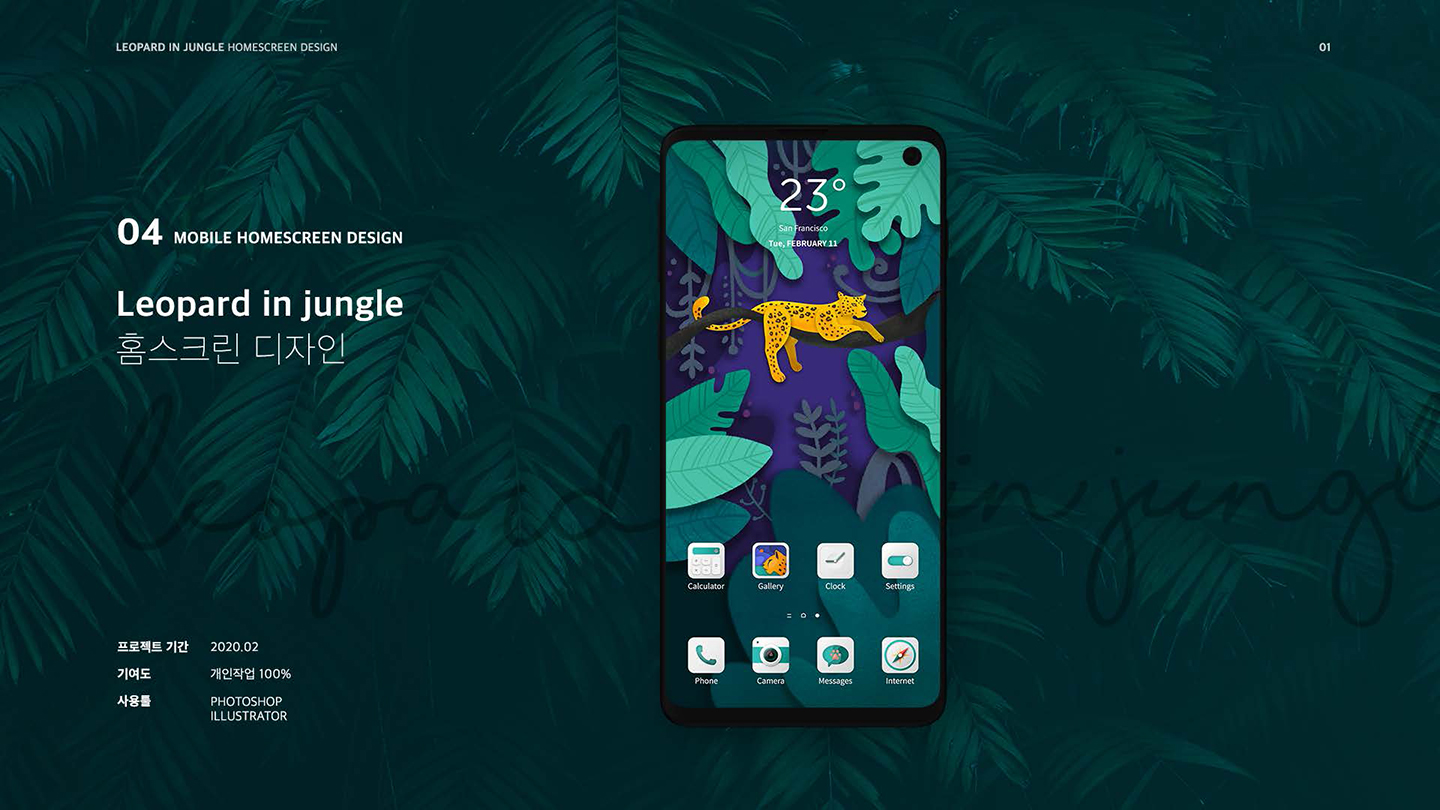 LEOPARD IN JUNGLE HOMESCREEN DESIGN
01
04 MOBILE HOMESCREEN DESIGN
Leopard in jungle
홈스크린 디자인
프로젝트 기간 2020.02
기여도 개인작업 100%
사용툴 PHOTOSHOP
ILLUSTRATOR
leopard in jungl
23°
San Francisco
Tue, FEBRUARY 11
Calculator Gallery Clock Settings
Phone Camera Messages Internet